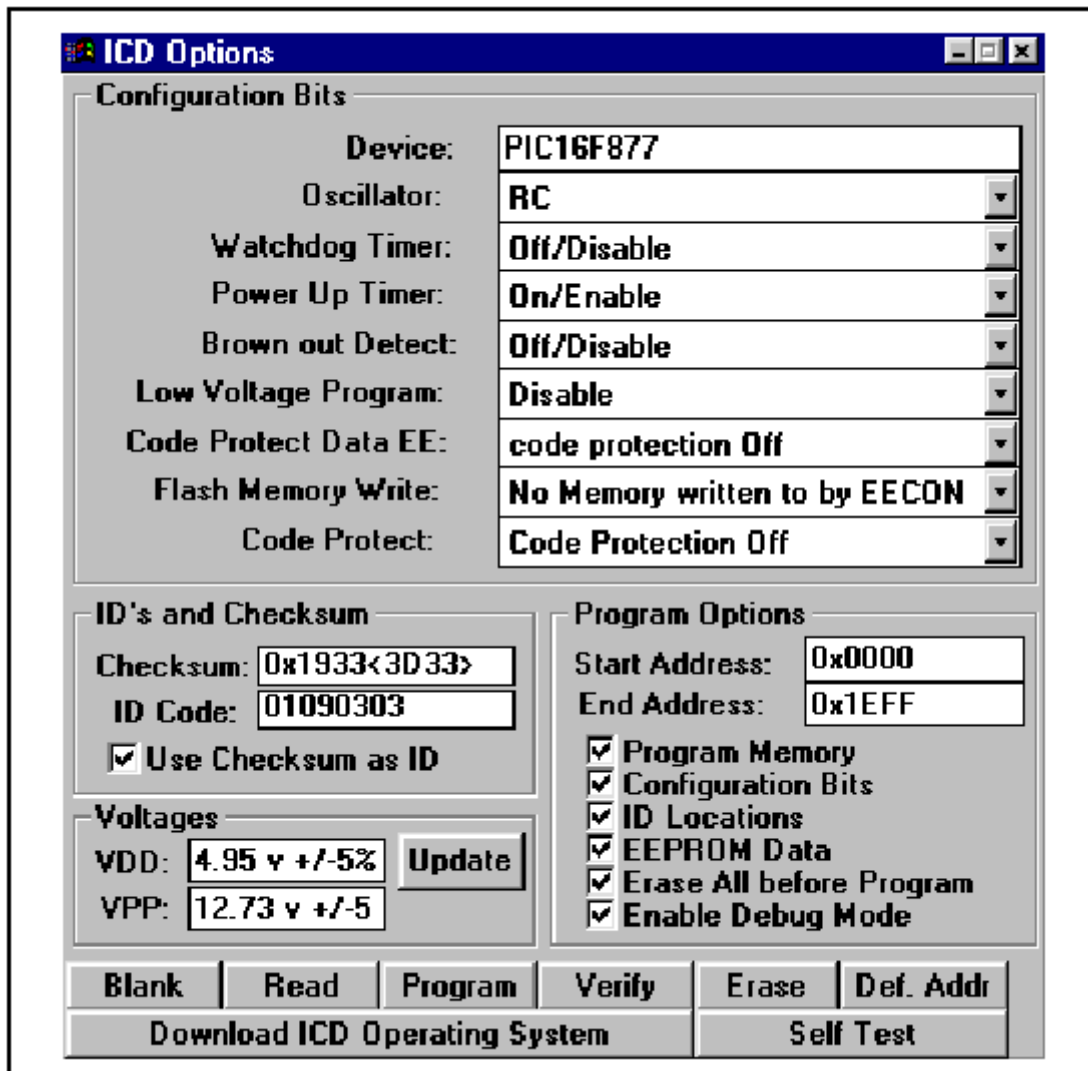 ICD Options
Configuration Bits
Device: PIC16F877
Oscillator: RC
Watchdog Timer: Off/Disable
Power Up Timer: On/Enable
Brown out Detect: Off/Disable
Low Voltage Program: Disable
Code Protect Data EE: code protection Off
Flash Memory Write: No Memory written to by EECON
Code Protect: Code Protection Off
ID's and Checksum
Checksum: 0x1933<3D33>
ID Code: 01090303
Use Checksum as ID
Voltages
VDD: 4.95 v +/-5%
Update
VPP: 12.73 v +/-5
Program Options
Start Address: 0x0000
End Address: 0x1EFF
Program Memory
Configuration Bits
ID Locations
EEPROM Data
Erase All before Program
Enable Debug Mode
Blank Read Program Verify Erase Def. Addr
Download ICD Operating System Self Test